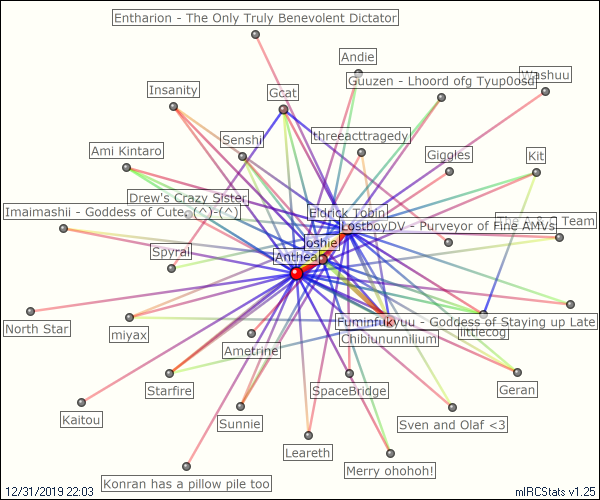 Entharion - The Only Truly Benevolent Dictator
Andie
Washuu
Guuzen - Lhoord ofg Tyup0osd
Insanity
Gcat
Senshi
threeacttragedy
Ami Kintaro
Giggles
Kit
Drew's Crazy Sister
Imaimashii - Goddess of Cute. (^)-(^)
Eldrick Tobin
The A & C Team
LostboyDV - Purveyor of Fine AMVs
oshie
Spyral
Anthea
North Star
miyax
Fuminfukyuu - Goddess of Staying up Late
littlecog
Chibiununnilium
Ametrine
Starfire
SpaceBridge
Geran
Kaitou
Sunnie
Sven and Olaf <3
Leareth
Merry ohohoh!
Konran has a pillow pile too
12/31/2019 22:03
mIRCStats v1.25